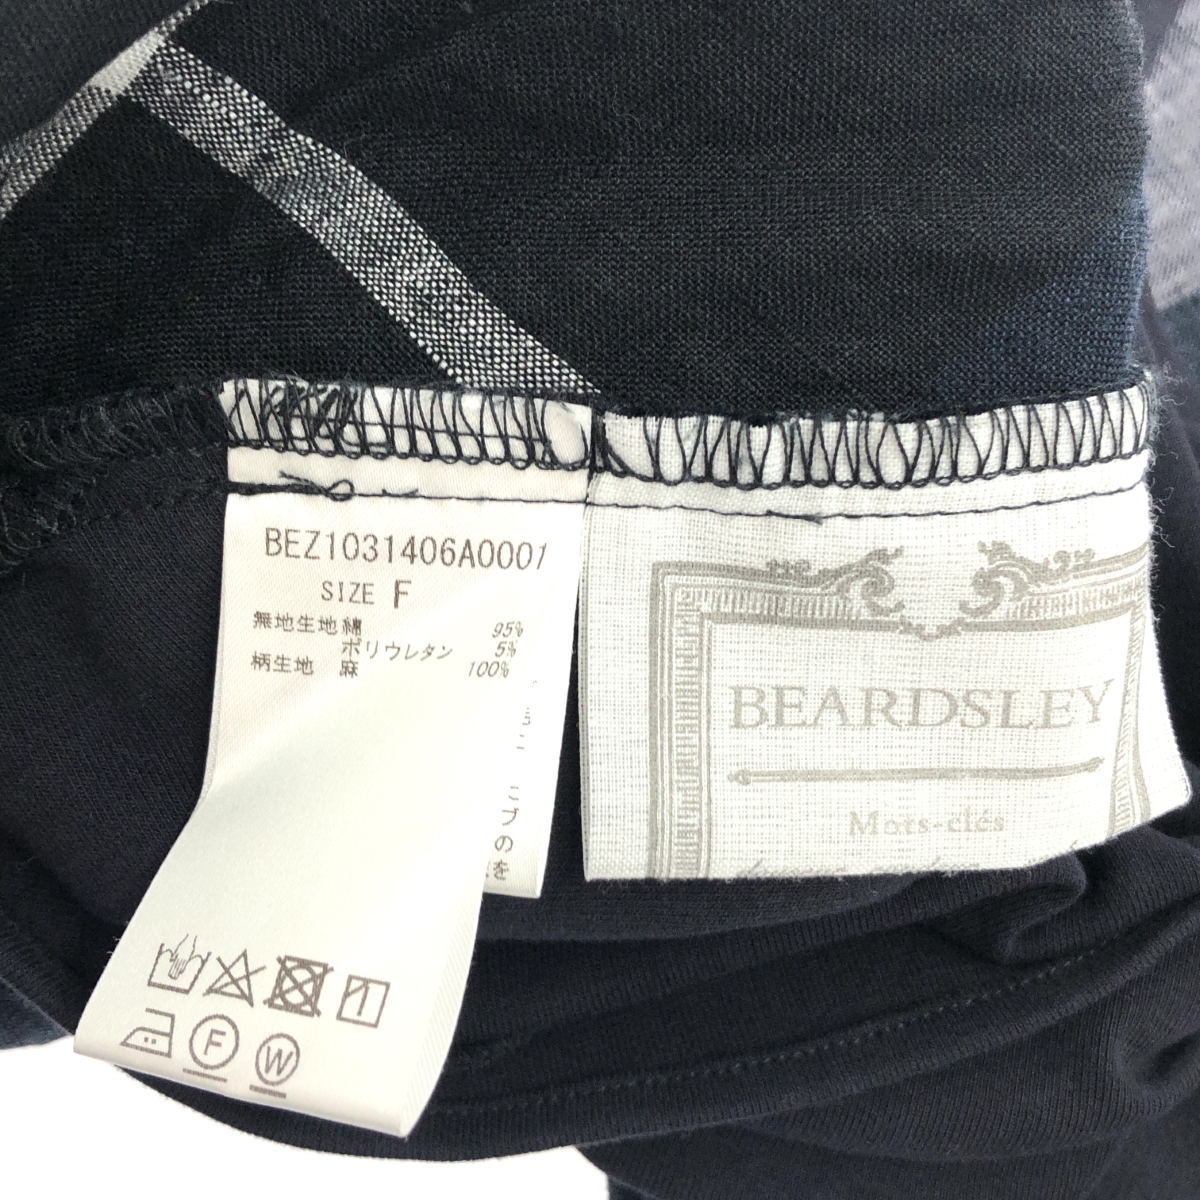 BEZ1031406A0001
SIZE F
無地生地綿 95%
ポリウレタン 5%
柄生地 麻 100%
こ
ブ
の
を
F
W
BEARDSLEY
Mots-clés